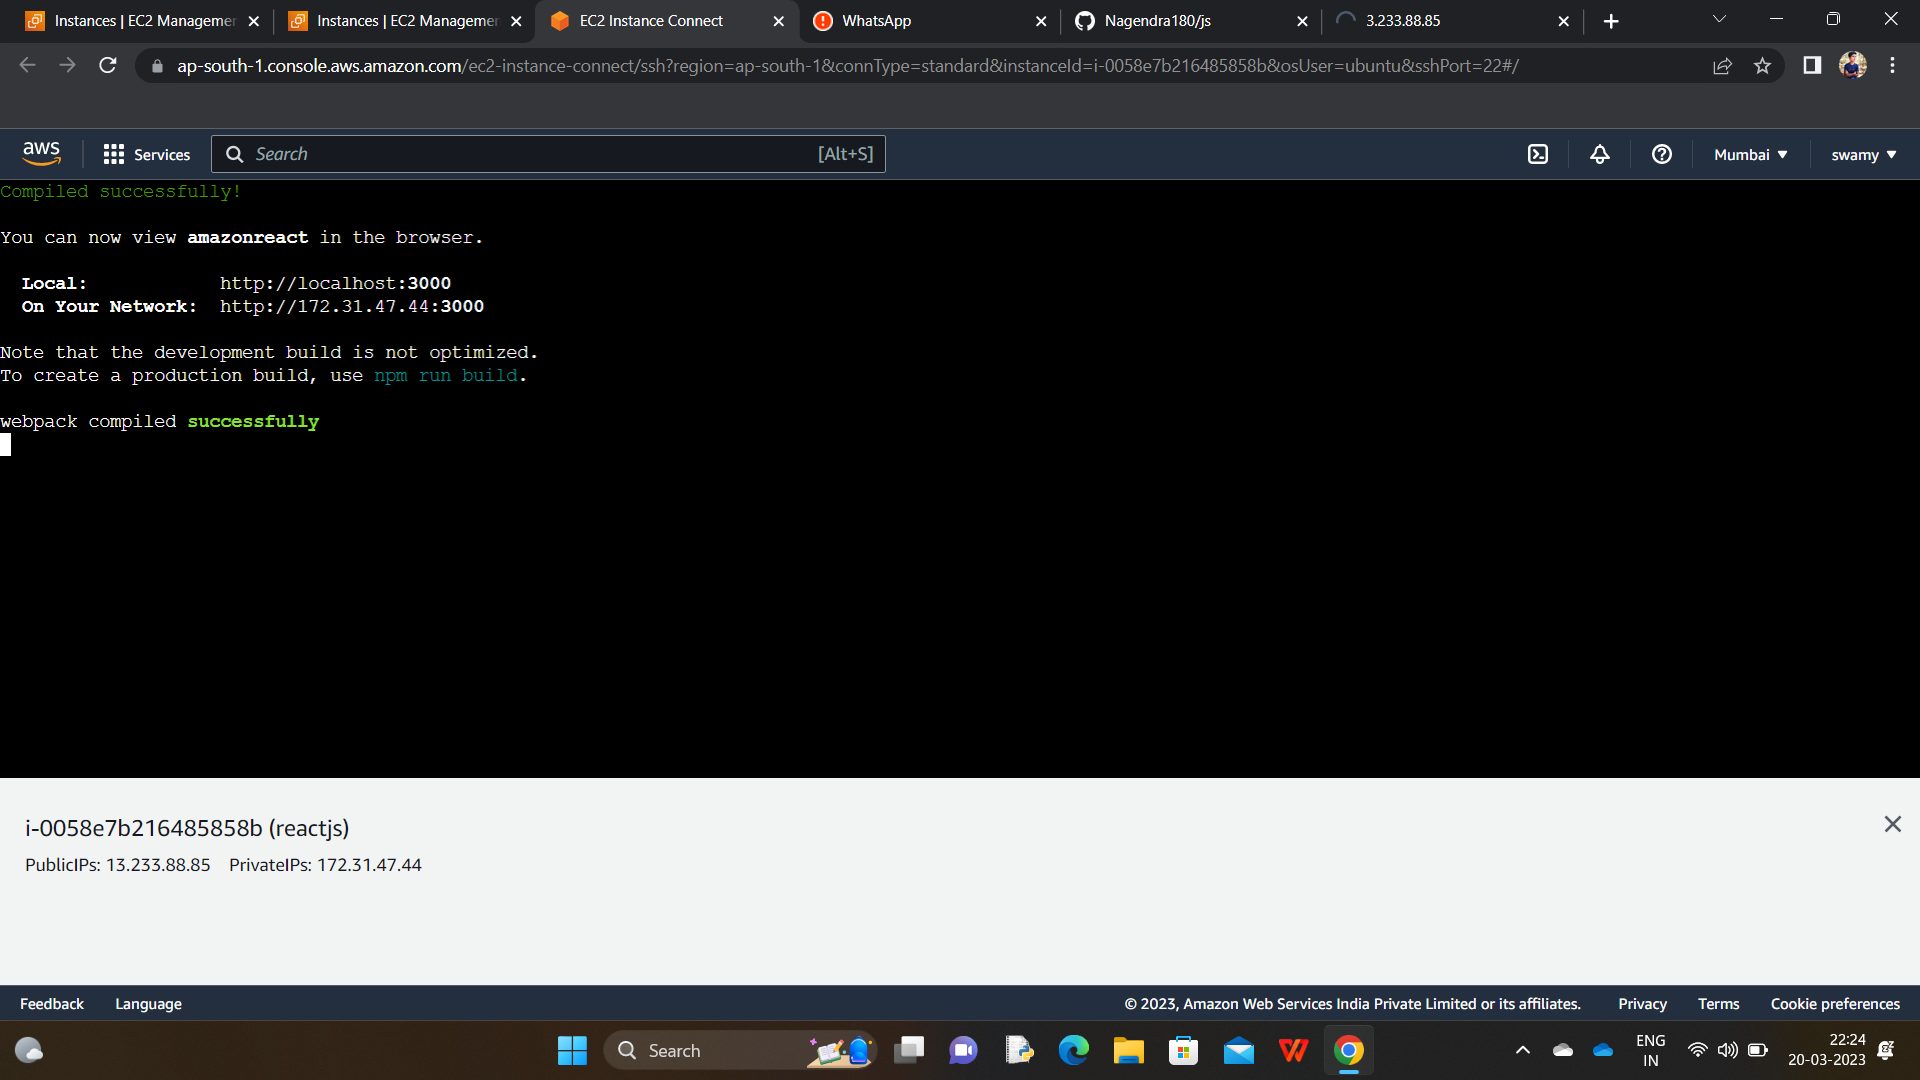 Instances | EC2 Managemer
Instances | EC2 Managemer
EC2 Instance Connect
WhatsApp
Nagendra180/js
3.233.88.85
ap-south-1.console.aws.amazon.com/ec2-instance-connect/ssh?region=ap-south-1&connType=standard&instanceId=i-0058e7b216485858b&osUser=ubuntu&sshPort=22#/
aws
Services
Search
[Alt+S]
Mumbai
swamy
Compiled successfully!
You can now view amazonreact in the browser.
Local: http://localhost:3000
On Your Network: http://172.31.47.44:3000
Note that the development build is not optimized.
To create a production build, use npm run build.
webpack compiled successfully
i-0058e7b216485858b (reactjs)
PublicIPs: 13.233.88.85 PrivateIPs: 172.31.47.44
Feedback
Language
© 2023, Amazon Web Services India Private Limited or its affiliates.
Privacy
Terms
Cookie preferences
Search
ENG
IN
22:24
20-03-2023